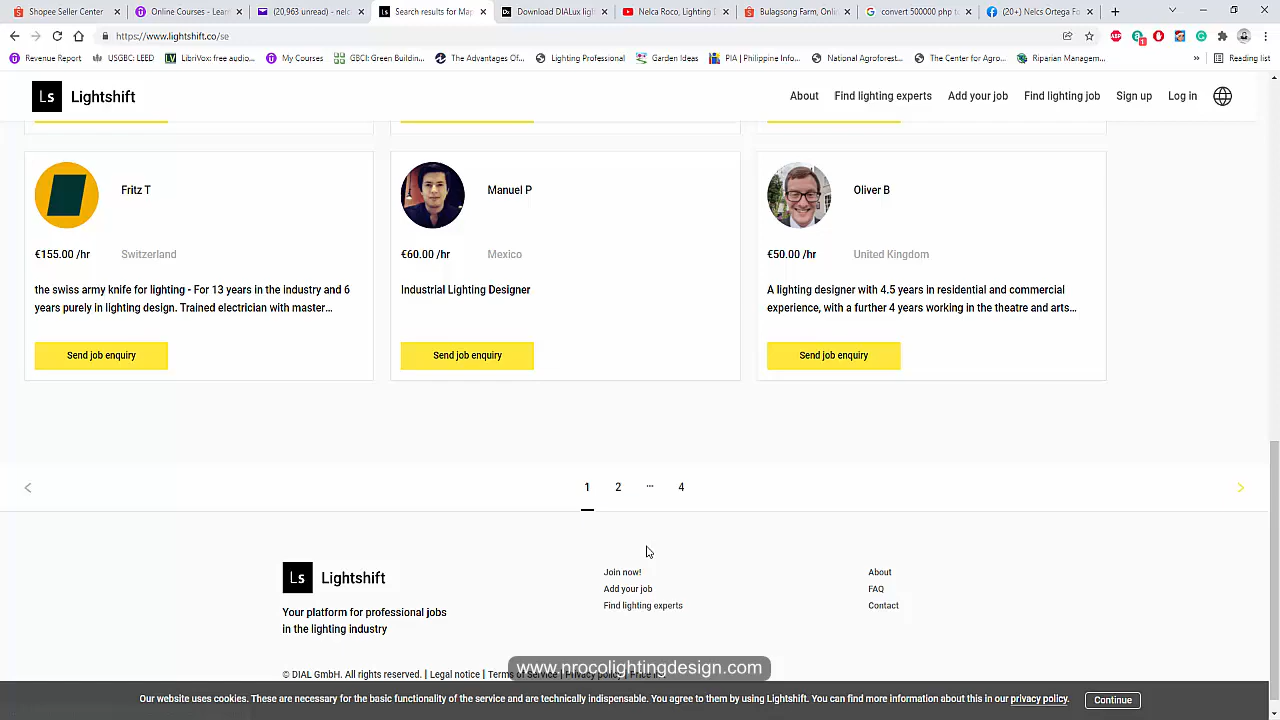 Shopee Seller Center
Online Courses - Learn
(20,963 unread) - nelc
Search results for Map
Download DIALux ligh
Nelca Roco, Lighting D
Bulagsong Farm Onlin
convert 500000 php to
(20+) Nelcs Ortega Fo
https://www.lightshift.co/se
Revenue Report
USGBC: LEED
LibriVox: free audio...
My Courses
GBCI: Green Building...
The Advantages Of...
Lighting Professional
Garden Ideas
PIA | Philippine Info...
National Agroforest...
The Center for Agro...
Riparian Managem...
»
Reading list
Ls Lightshift
About
Find lighting experts
Add your job
Find lighting job
Sign up
Log in
Fritz T
€155.00 /hr
Switzerland
the swiss army knife for lighting - For 13 years in the industry and 6
years purely in lighting design. Trained electrician with master...
Send job enquiry
Manuel P
€60.00 /hr
Mexico
Industrial Lighting Designer
Send job enquiry
Oliver B
€50.00 /hr
United Kingdom
A lighting designer with 4.5 years in residential and commercial
experience, with a further 4 years working in the theatre and arts...
Send job enquiry
1 2 ... 4
Ls Lightshift
Your platform for professional jobs
in the lighting industry
Join now!
Add your job
Find lighting experts
About
FAQ
Contact
© DIAL GmbH. All rights reserved. | Legal notice | Terms of Service | Privacy policy |
www.nrocolightingdesign.com
Our website uses cookies. These are necessary for the basic functionality of the service and are technically indispensable. You agree to them by using Lightshift. You can find more information about this in our privacy policy.
Continue